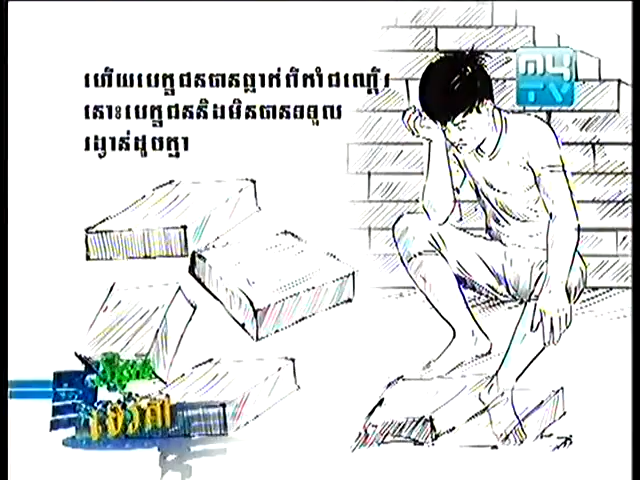 ហើយបេក្ខជនបានធ្លាក់ពីកាំជណ្ដើរ
នោះបេក្ខជននិងមិនបានទទួល
រង្វាន់ដូចគ្នា
MYTV